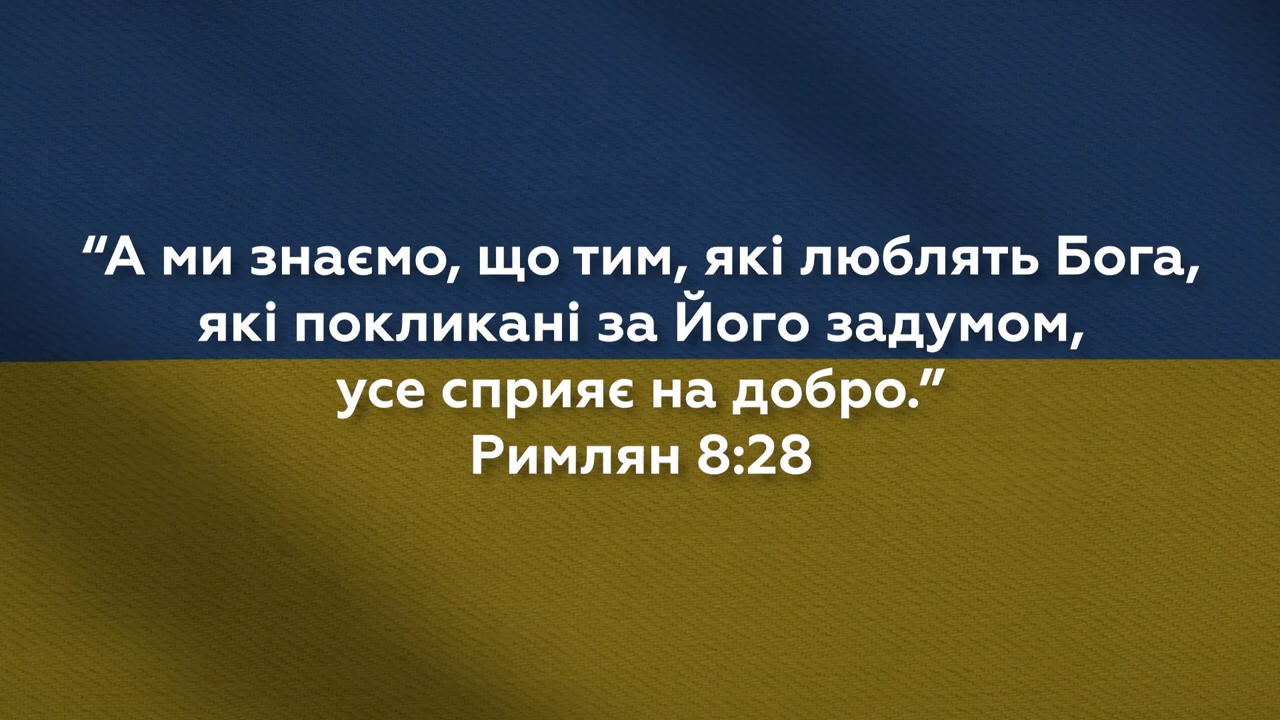 “А ми знаємо, що тим, які люблять Бога,
які покликані за Його задумом,
усе сприяє на добро.”
Римлян 8:28